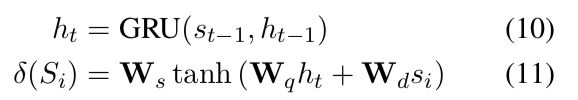 h_t = GRU(s_{t−1}, h_{t−1}) (10)
δ(S_i) = W_s tanh (W_q h_t + W_d s_i) (11)